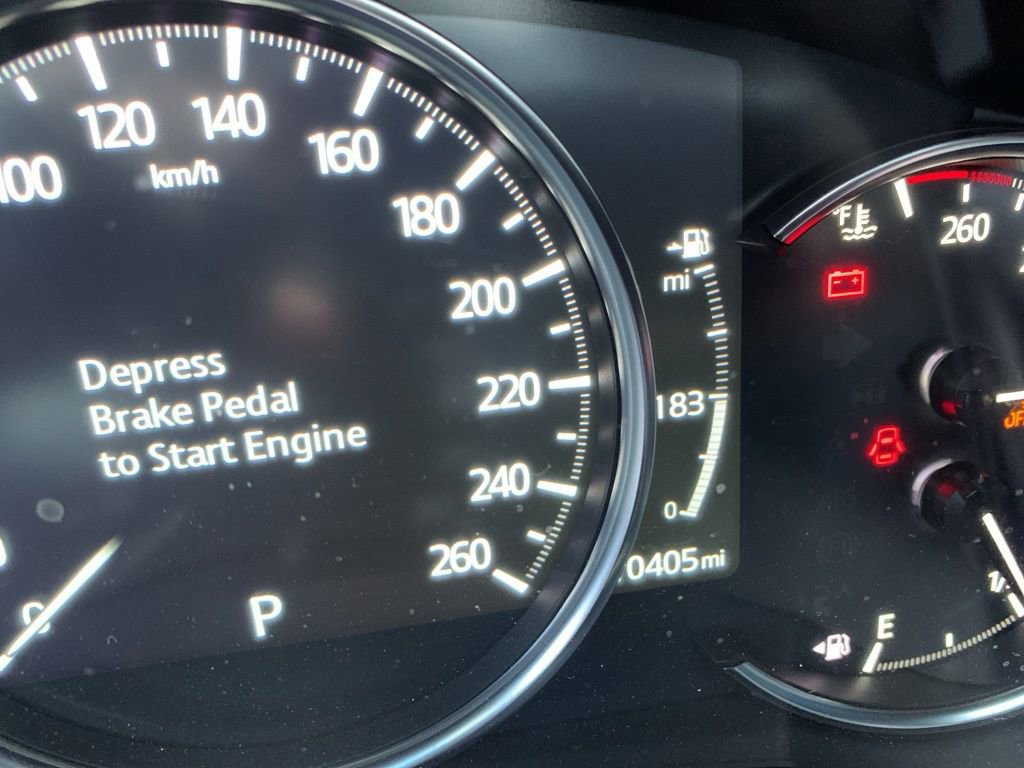 100
120
140
160
km/h
180
200
220
240
260
Depress
Brake Pedal
to Start Engine
P
mi
183
0
0405mi
°F
260
E